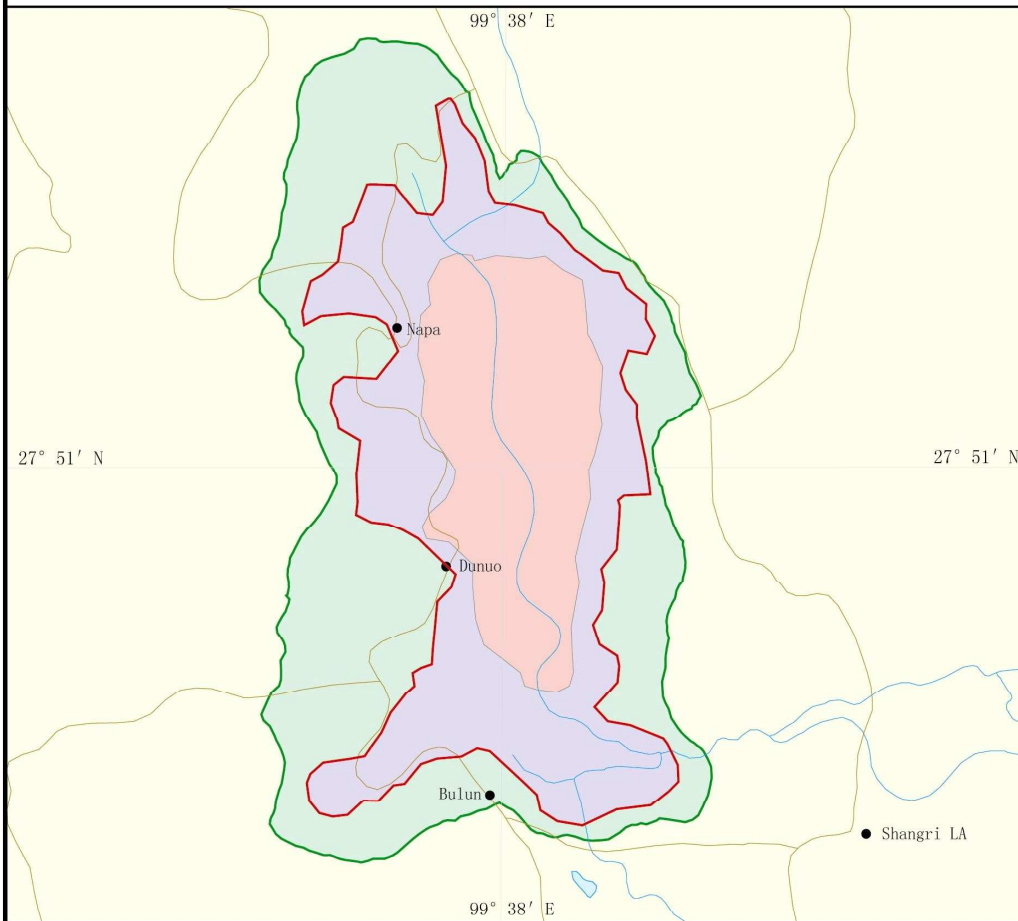 99° 38′ E
Napa
27° 51′ N
27° 51′ N
Dunuo
Bulun
Shangri LA
99° 38′ E